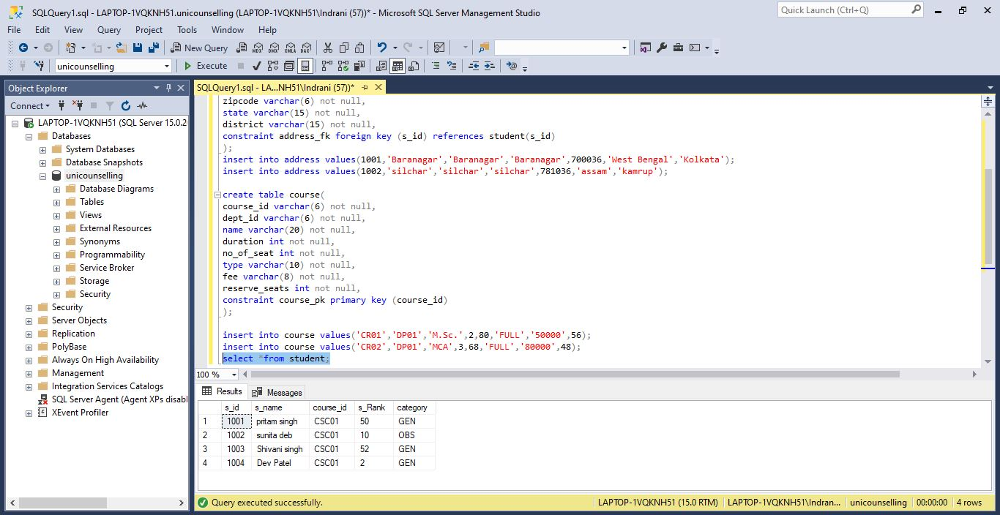 SQLQuery1.sql - LAPTOP-1VQKNH51.unicounselling (LAPTOP-1VQKNH51\Indrani (57))* - Microsoft SQL Server Management Studio
Quick Launch (Ctrl+Q)
File Edit View Query Project Tools Window Help
New Query MDX DMX XMLA DAX
unicounselling Execute
Object Explorer
Connect
LAPTOP-1VQKNH51 (SQL Server 15.0.2
Databases
System Databases
Database Snapshots
unicounselling
Database Diagrams
Tables
Views
External Resources
Synonyms
Programmability
Service Broker
Storage
Security
Security
Server Objects
Replication
PolyBase
Always On High Availability
Management
Integration Services Catalogs
SQL Server Agent (Agent XPs disabl
XEvent Profiler
SQLQuery1.sql - LA...NH51\Indrani (57))*
zipcode varchar(6) not null,
state varchar(15) not null,
district varchar(15) not null,
constraint address_fk foreign key (s_id) references student(s_id)
);
insert into address values(1001,'Baranagar','Baranagar','Baranagar',700036,'West Bengal','Kolkata');
insert into address values(1002,'silchar','silchar','silchar',781036,'assam','kamrup');
create table course(
course_id varchar(6) not null,
dept_id varchar(6) not null,
name varchar(20) not null,
duration int not null,
no_of_seat int not null,
type varchar(10) not null,
fee varchar(8) not null,
reserve_seats int not null,
constraint course_pk primary key (course_id)
);
insert into course values('CR01','DP01','M.Sc.',2,80,'FULL','50000',56);
insert into course values('CR02','DP01','MCA',3,68,'FULL','80000',48);
select *from student;
100 %
Results Messages
s_id s_name course_id s_Rank category
1 1001 pritam singh CSC01 50 GEN
2 1002 sunita deb CSC01 10 OBS
3 1003 Shivani singh CSC01 52 GEN
4 1004 Dev Patel CSC01 2 GEN
Query executed successfully. LAPTOP-1VQKNH51 (15.0 RTM) LAPTOP-1VQKNH51\Indran... unicounselling 00:00:00 4 rows